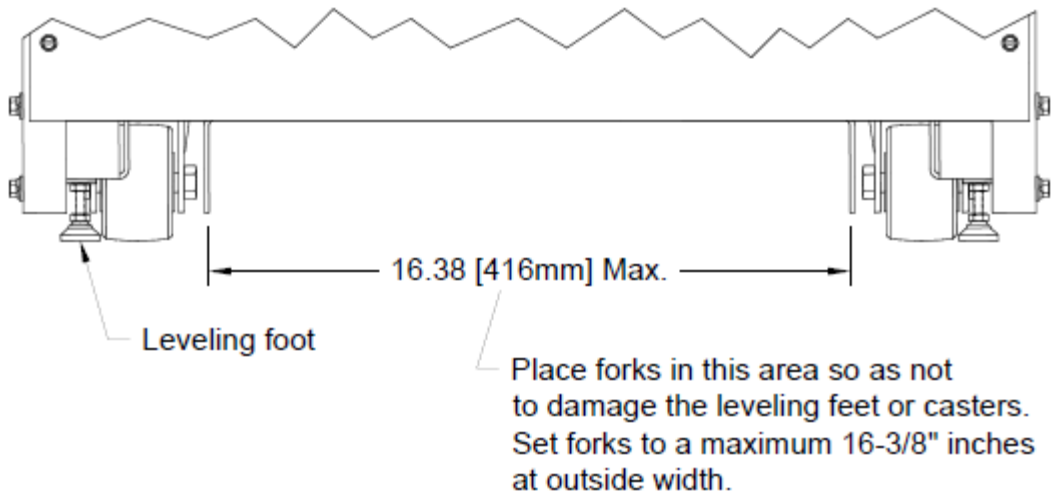 16.38 [416mm] Max.
Leveling foot
Place forks in this area so as not
to damage the leveling feet or casters.
Set forks to a maximum 16-3/8" inches
at outside width.